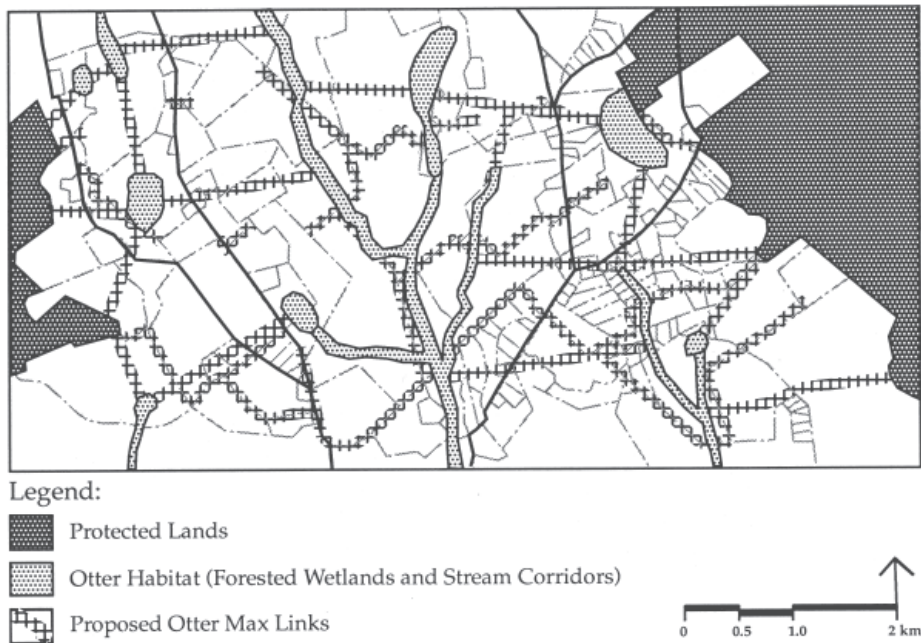 Legend:
Protected Lands
Otter Habitat (Forested Wetlands and Stream Corridors)
Proposed Otter Max Links
0 0.5 1.0 2 km